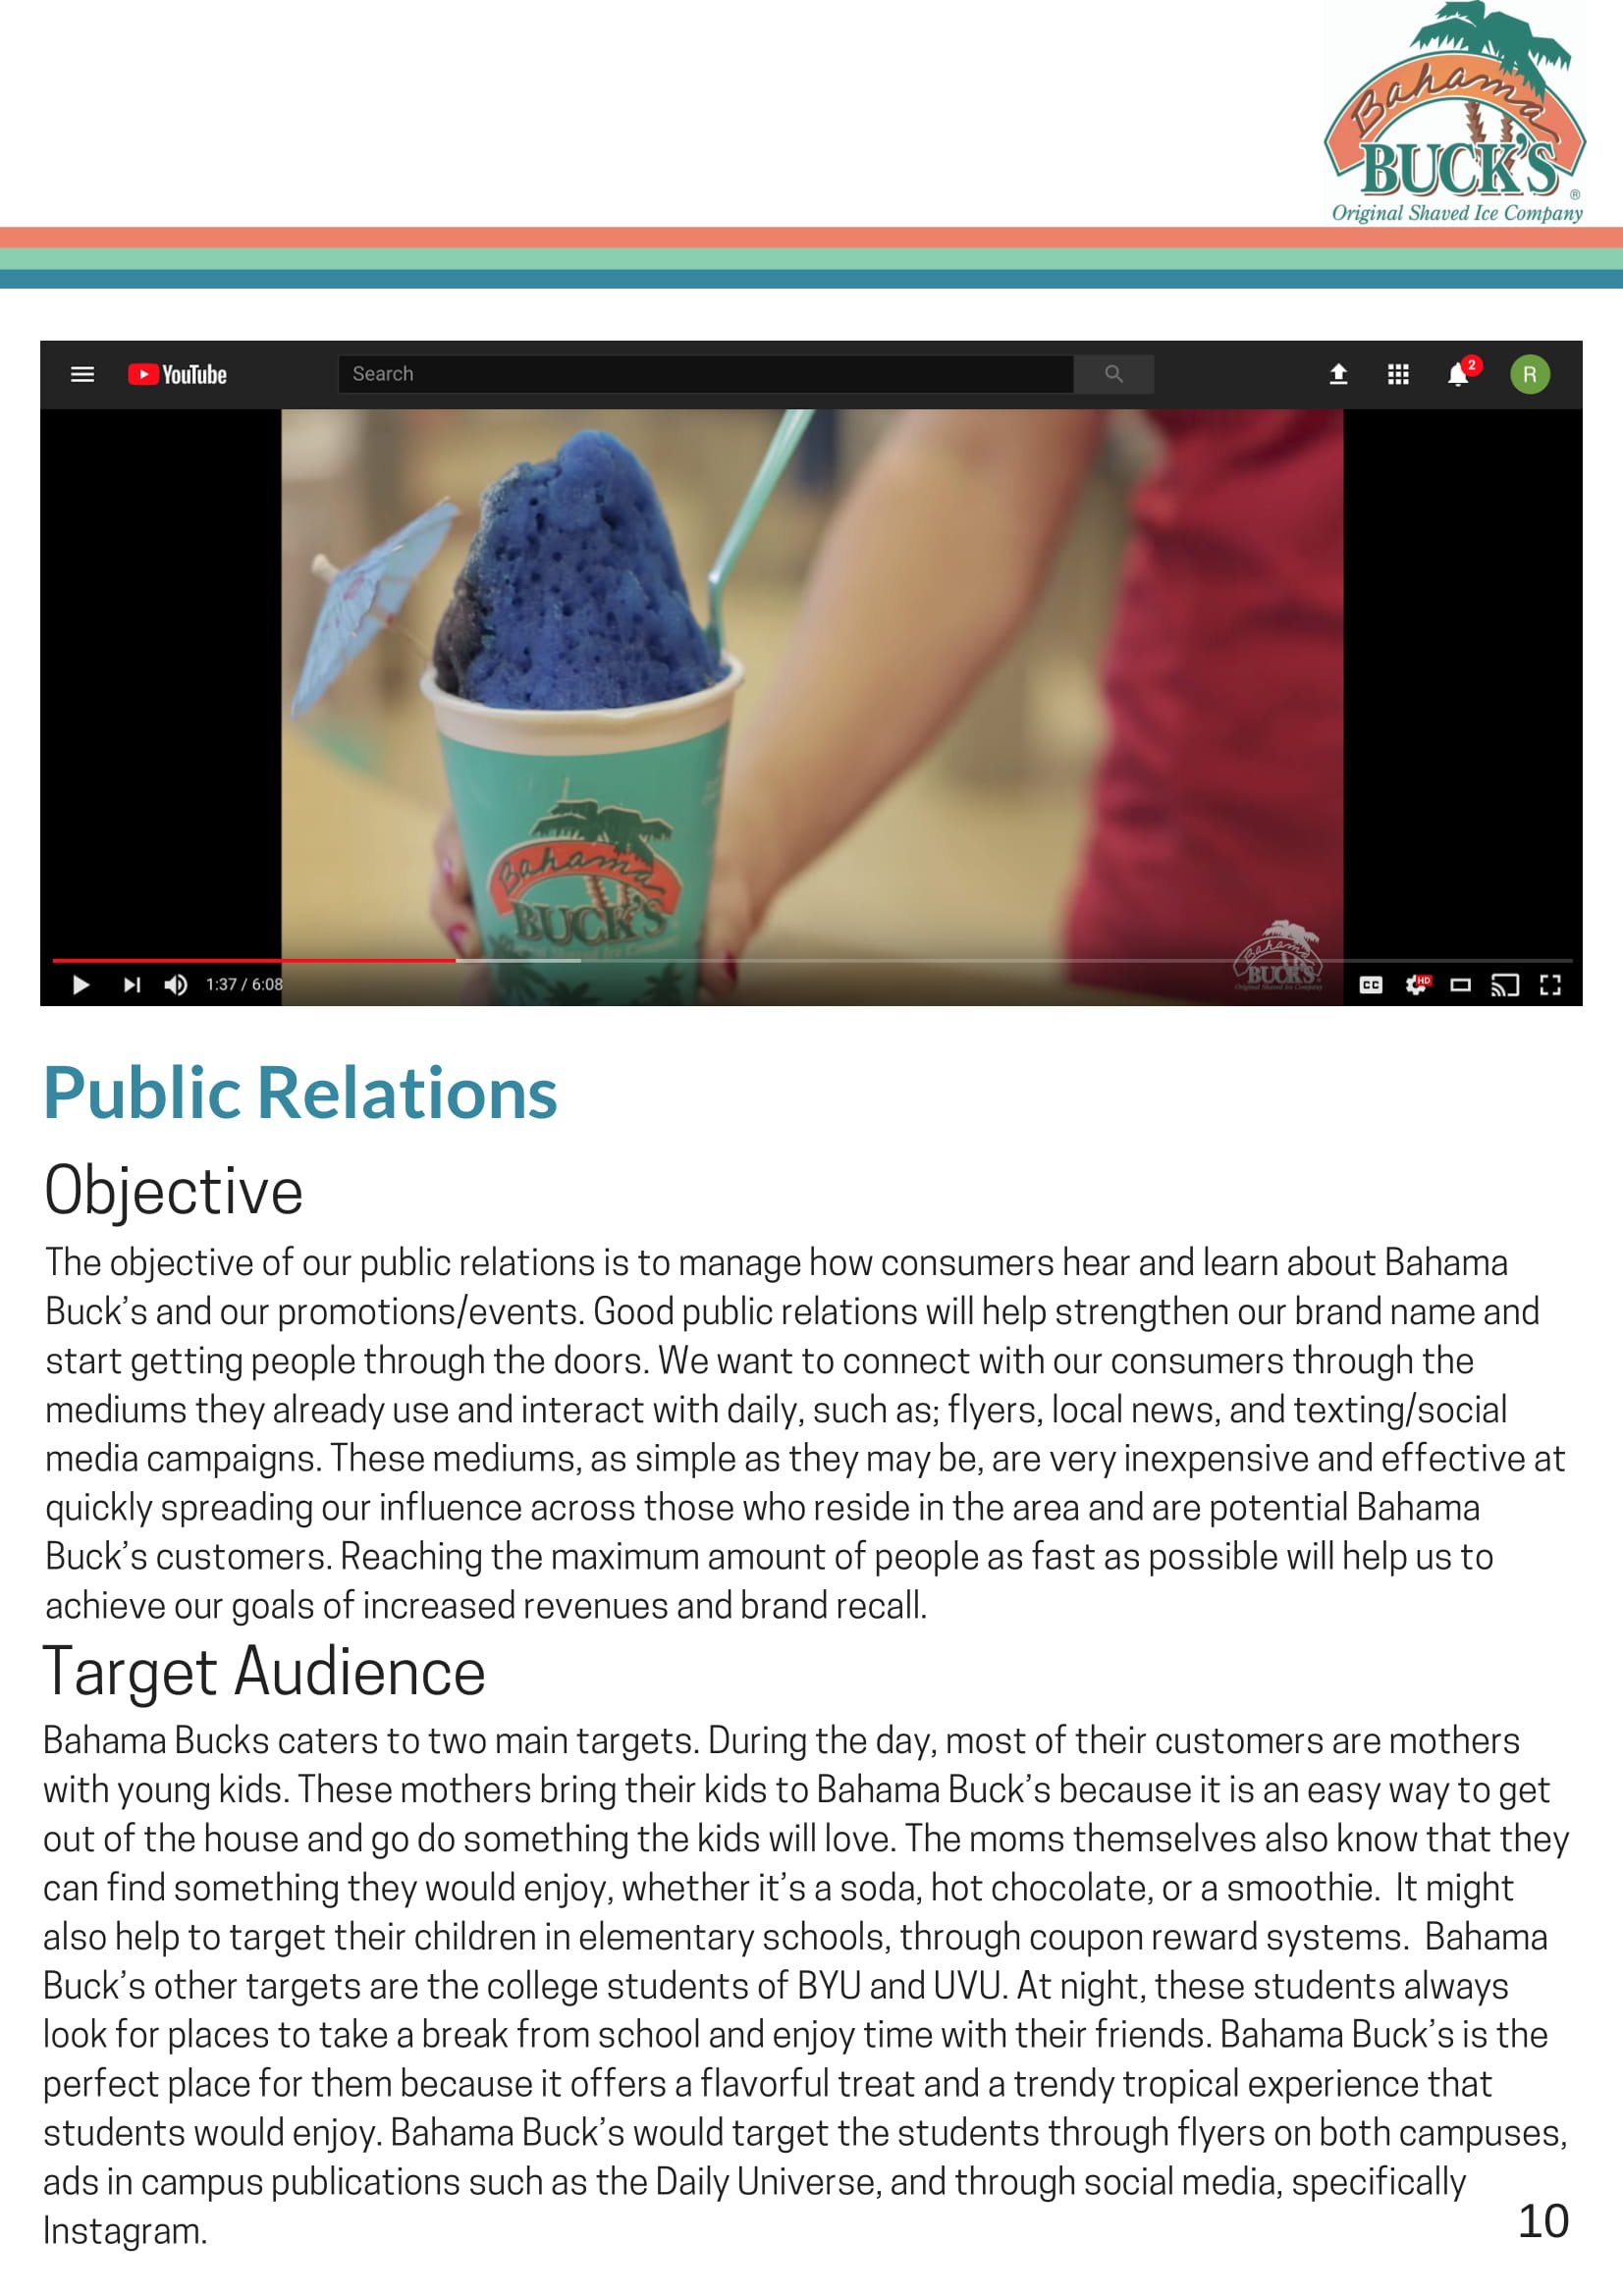 Bahama
BUCK'S
®
Original Shaved Ice Company
YouTube
Search
2
R
Bahama
BUCK'S
Bahama
BUCK'S
Original Shaved Ice Company
1:37 / 6:08
CC
HD
Public Relations
Objective
The objective of our public relations is to manage how consumers hear and learn about Bahama
Buck's and our promotions/events. Good public relations will help strengthen our brand name and
start getting people through the doors. We want to connect with our consumers through the
mediums they already use and interact with daily, such as; flyers, local news, and texting/social
media campaigns. These mediums, as simple as they may be, are very inexpensive and effective at
quickly spreading our influence across those who reside in the area and are potential Bahama
Buck's customers. Reaching the maximum amount of people as fast as possible will help us to
achieve our goals of increased revenues and brand recall.
Target Audience
Bahama Bucks caters to two main targets. During the day, most of their customers are mothers
with young kids. These mothers bring their kids to Bahama Buck's because it is an easy way to get
out of the house and go do something the kids will love. The moms themselves also know that they
can find something they would enjoy, whether it's a soda, hot chocolate, or a smoothie.  It might
also help to target their children in elementary schools, through coupon reward systems.  Bahama
Buck's other targets are the college students of BYU and UVU. At night, these students always
look for places to take a break from school and enjoy time with their friends. Bahama Buck's is the
perfect place for them because it offers a flavorful treat and a trendy tropical experience that
students would enjoy. Bahama Buck's would target the students through flyers on both campuses,
ads in campus publications such as the Daily Universe, and through social media, specifically
Instagram.
10